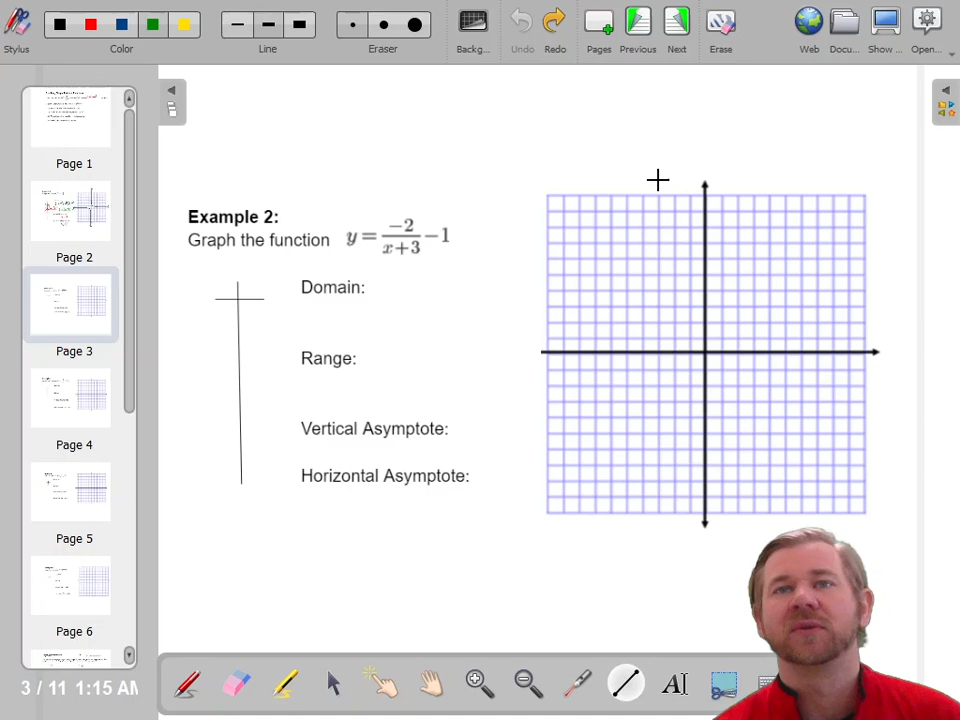 Stylus Color Line Eraser Backg... Undo Redo Pages Previous Next Erase Web Docu... Show ... Open...
Page 1
Page 2
Page 3
Page 4
Page 5
Page 6
3 / 11 1:15 AM
Example 2:
Graph the function y = \frac{-2}{x+3} - 1
Domain:
Range:
Vertical Asymptote:
Horizontal Asymptote:
A